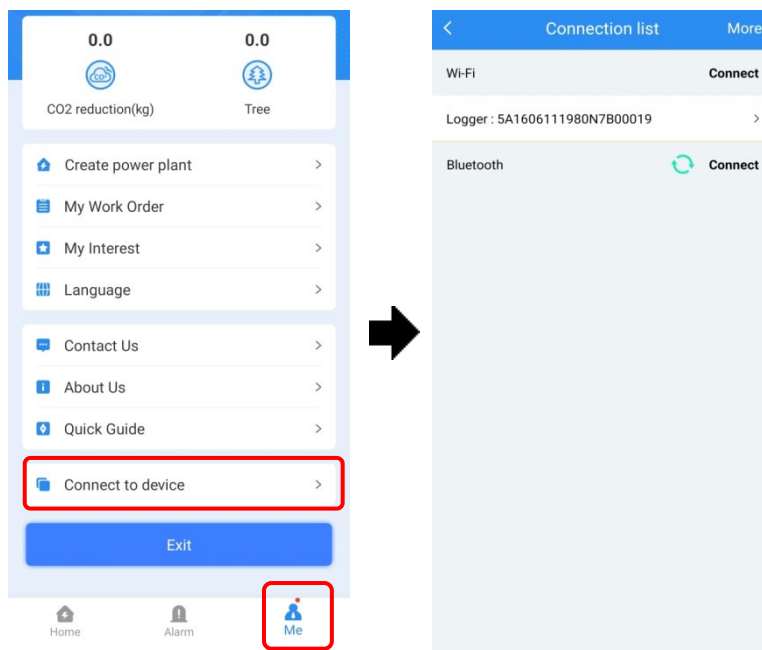 0.0 0.0
CO2 reduction(kg) Tree
Create power plant
My Work Order
My Interest
Language
Contact Us
About Us
Quick Guide
Connect to device
Exit
Home Alarm Me
Connection list More
Wi-Fi Connect
Logger : 5A1606111980N7B00019
Bluetooth Connect